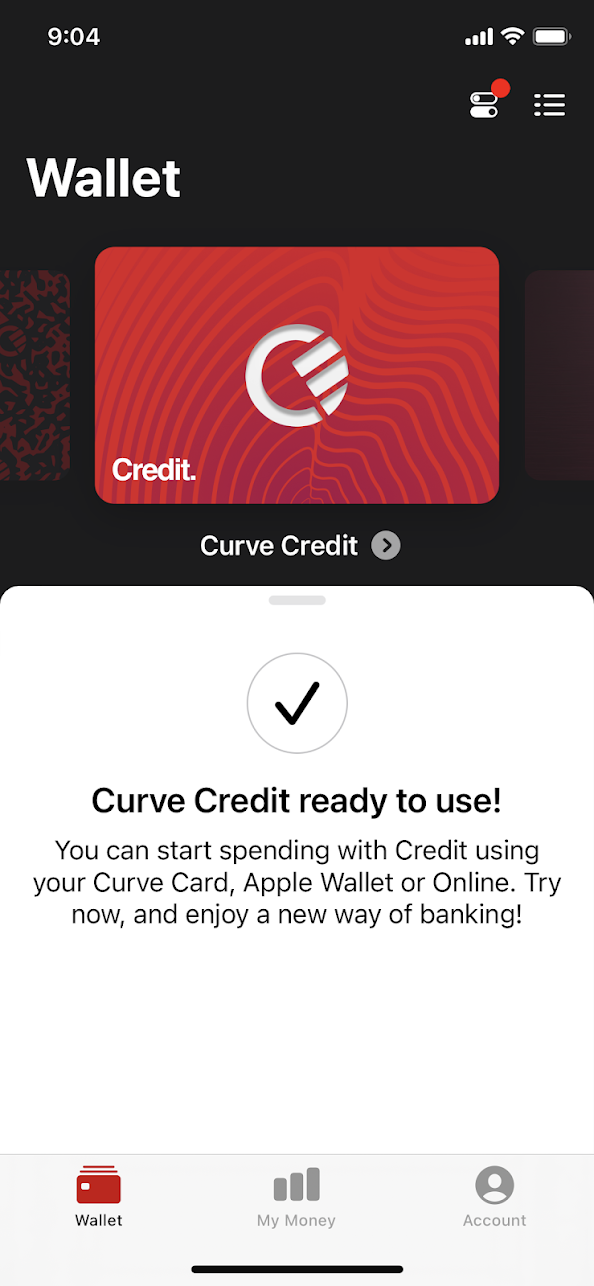 9:04
Wallet
Credit.
Curve Credit
Curve Credit ready to use!
You can start spending with Credit using
your Curve Card, Apple Wallet or Online. Try
now, and enjoy a new way of banking!
Wallet
My Money
Account